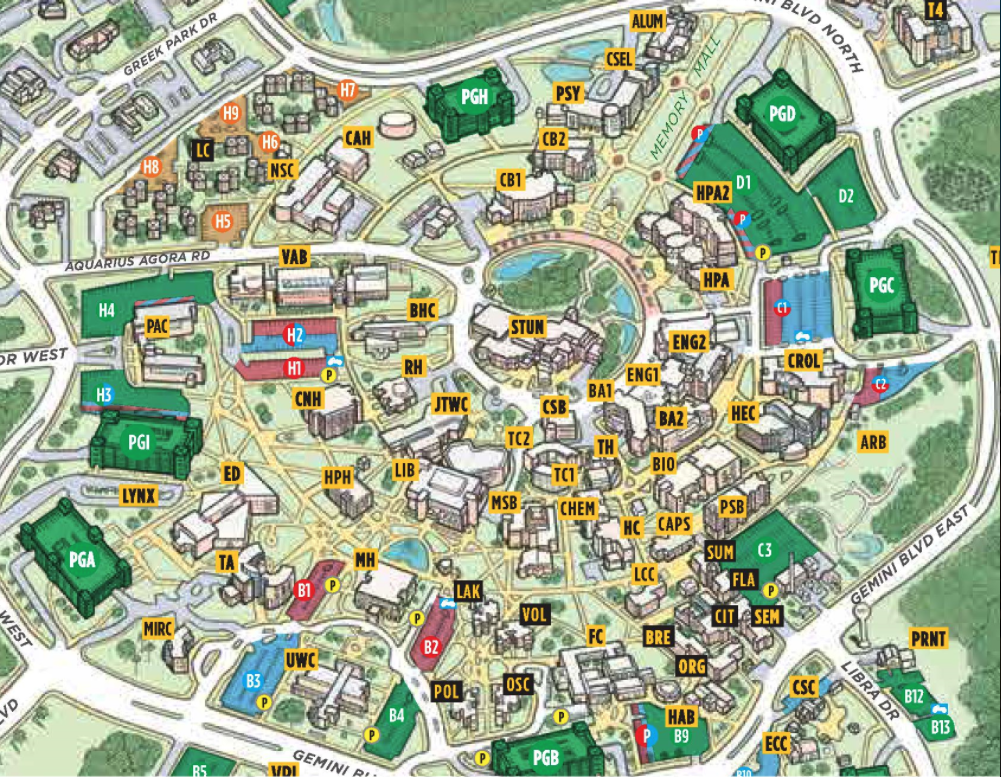 ALUM
NI BLVD NORTH
T4
GREEK PARK DR
CSEL
MALL
H7
PGH
PSY
H9
CAH
PGD
MEMORY
P
LC
H6
CB2
H8
NSC
CB1
D1
HPA2
D2
H5
P
AQUARIUS AGORA RD
VAB
P
HPA
PGC
H4
PAC
BHC
C1
H2
STUN
ENG2
OR WEST
H1
P
RH
ENG1
CROL
H3
CNH
JTWC
BA1
C2
CSB
BA2
HEC
PGI
TC2
TH
ARB
ED
HPH
LIB
TC1
BIO
LYNX
MSB
CHEM
HC
CAPS
PSB
PGA
TA
MH
SUM
C3
GEMINI BLVD EAST
B1
P
LCC
FLA
P
LAK
P
WEST
MIRC
VOL
CIT
SEM
B2
FC
BRE
PRNT
UWC
ORG
LIBRA DR
B3
POL
OSC
CSC
B12
P
B4
P
HAB
B13
P
P
B9
ECC
LVD
GEMINI BL
P
PGB
B5
VPL
B10